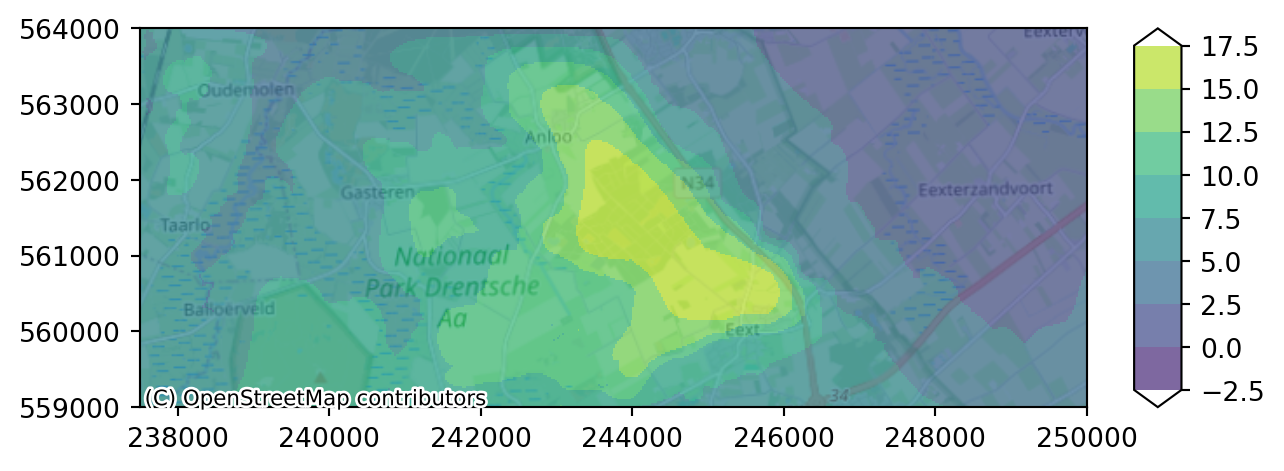 564000
563000
562000
561000
560000
559000
238000
240000
242000
244000
246000
248000
250000
Oudemolen
Anloo
Gasteren
N34
Eexterzandvoort
Taarlo
Nationaal
Park Drentsche
Aa
Balloërveld
Eext
34
(C) OpenStreetMap contributors
17.5
15.0
12.5
10.0
7.5
5.0
2.5
0.0
−2.5